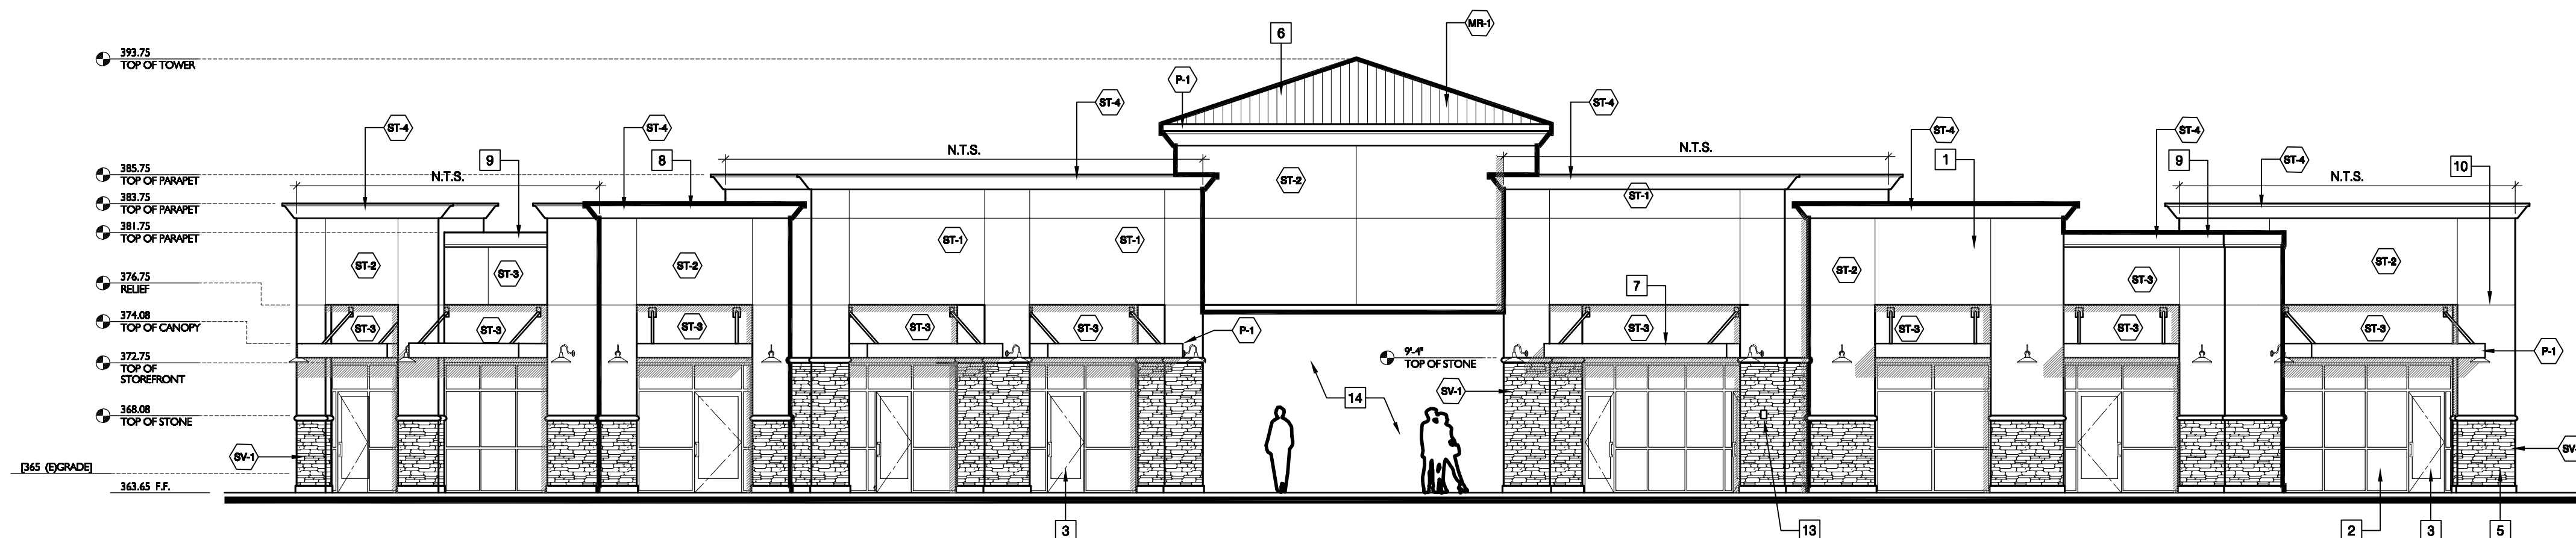 6
MR-1
393.75
TOP OF TOWER
P-1
ST-4
ST-4
ST-4
ST-4
ST-4
ST-4
N.T.S.
N.T.S.
9
8
1
9
ST-4
10
385.75
TOP OF PARAPET
N.T.S.
ST-2
N.T.S.
383.75
TOP OF PARAPET
ST-1
381.75
TOP OF PARAPET
ST-1
ST-1
ST-2
ST-3
ST-2
ST-2
ST-3
ST-2
376.75
RELIEF
7
374.08
TOP OF CANOPY
ST-3
ST-3
ST-3
ST-3
ST-3
P-1
ST-3
ST-3
ST-3
ST-3
P-1
372.75
TOP OF
STOREFRONT
9'-4"
TOP OF STONE
14
SV-1
368.08
TOP OF STONE
SV-1
[365 (E)GRADE]
363.65 F.F.
3
13
2
3
5